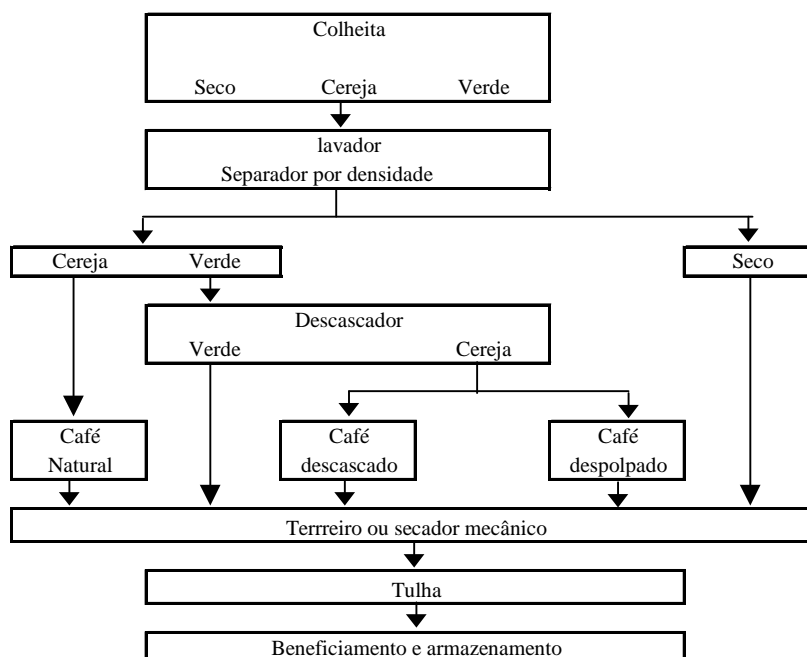 Colheita
Seco Cereja Verde
lavador
Separador por densidade
Cereja Verde
Seco
Descascador
Verde Cereja
Café
Natural
Café
descascado
Café
despolpado
Terrreiro ou secador mecânico
Tulha
Beneficiamento e armazenamento